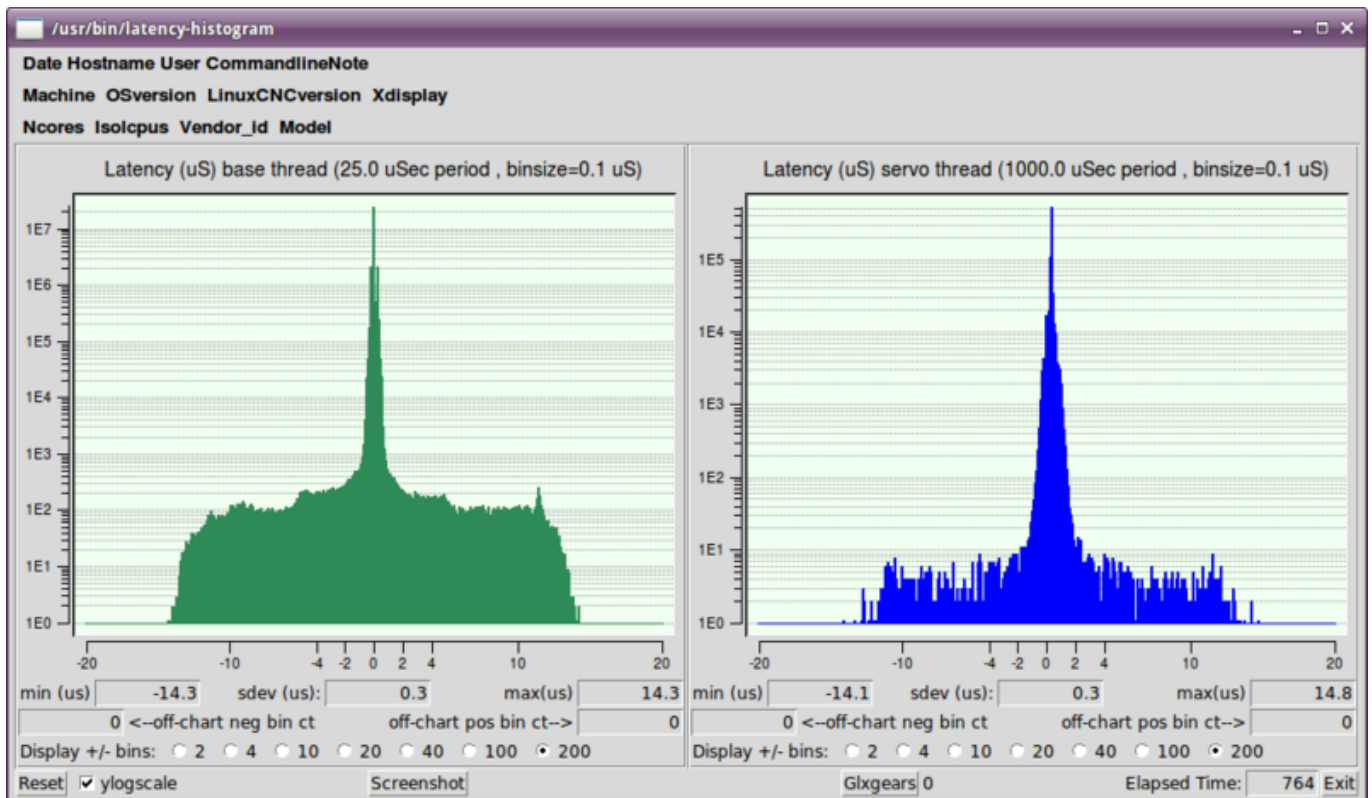 /usr/bin/latency-histogram
Date Hostname User CommandlineNote
Machine OSversion LinuxCNCversion Xdisplay
Ncores Isolcpus Vendor_id Model
Latency (uS) base thread (25.0 uSec period , binsize=0.1 uS)
1E7
1E6
1E5
1E4
1E3
1E2
1E1
1E0
-20 -10 -4 -2 0 2 4 10 20
min (us) -14.3 sdev (us): 0.3 max(us) 14.3
0 <--off-chart neg bin ct off-chart pos bin ct--> 0
Display +/- bins: 2 4 10 20 40 100 200
Latency (uS) servo thread (1000.0 uSec period , binsize=0.1 uS)
1E5
1E4
1E3
1E2
1E1
1E0
-20 -10 -4 -2 0 2 4 10 20
min (us) -14.1 sdev (us): 0.3 max(us) 14.8
0 <--off-chart neg bin ct off-chart pos bin ct--> 0
Display +/- bins: 2 4 10 20 40 100 200
Reset ylogscale Screenshot Glxgears 0 Elapsed Time: 764 Exit